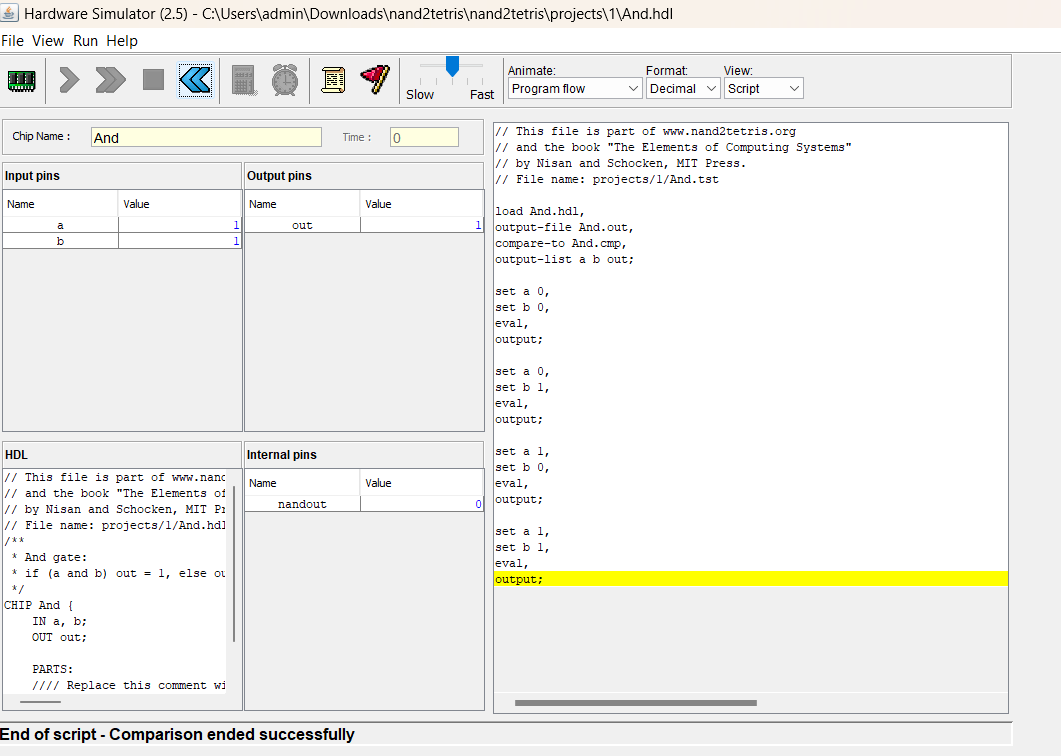 Hardware Simulator (2.5) - C:\Users\admin\Downloads\nand2tetris\nand2tetris\projects\1\And.hdl
File View Run Help
Slow Fast
Animate: Format: View:
Program flow Decimal Script
Chip Name : And Time : 0
Input pins
Name Value
a 1
b 1
Output pins
Name Value
out 1
HDL
// This file is part of www.nand
// and the book "The Elements of
// by Nisan and Schocken, MIT Pr
// File name: projects/1/And.hdl
/**
* And gate:
* if (a and b) out = 1, else ou
*/
CHIP And {
IN a, b;
OUT out;
PARTS:
//// Replace this comment wi
Internal pins
Name Value
nandout 0
// This file is part of www.nand2tetris.org
// and the book "The Elements of Computing Systems"
// by Nisan and Schocken, MIT Press.
// File name: projects/1/And.tst
load And.hdl,
output-file And.out,
compare-to And.cmp,
output-list a b out;
set a 0,
set b 0,
eval,
output;
set a 0,
set b 1,
eval,
output;
set a 1,
set b 0,
eval,
output;
set a 1,
set b 1,
eval,
output;
End of script - Comparison ended successfully